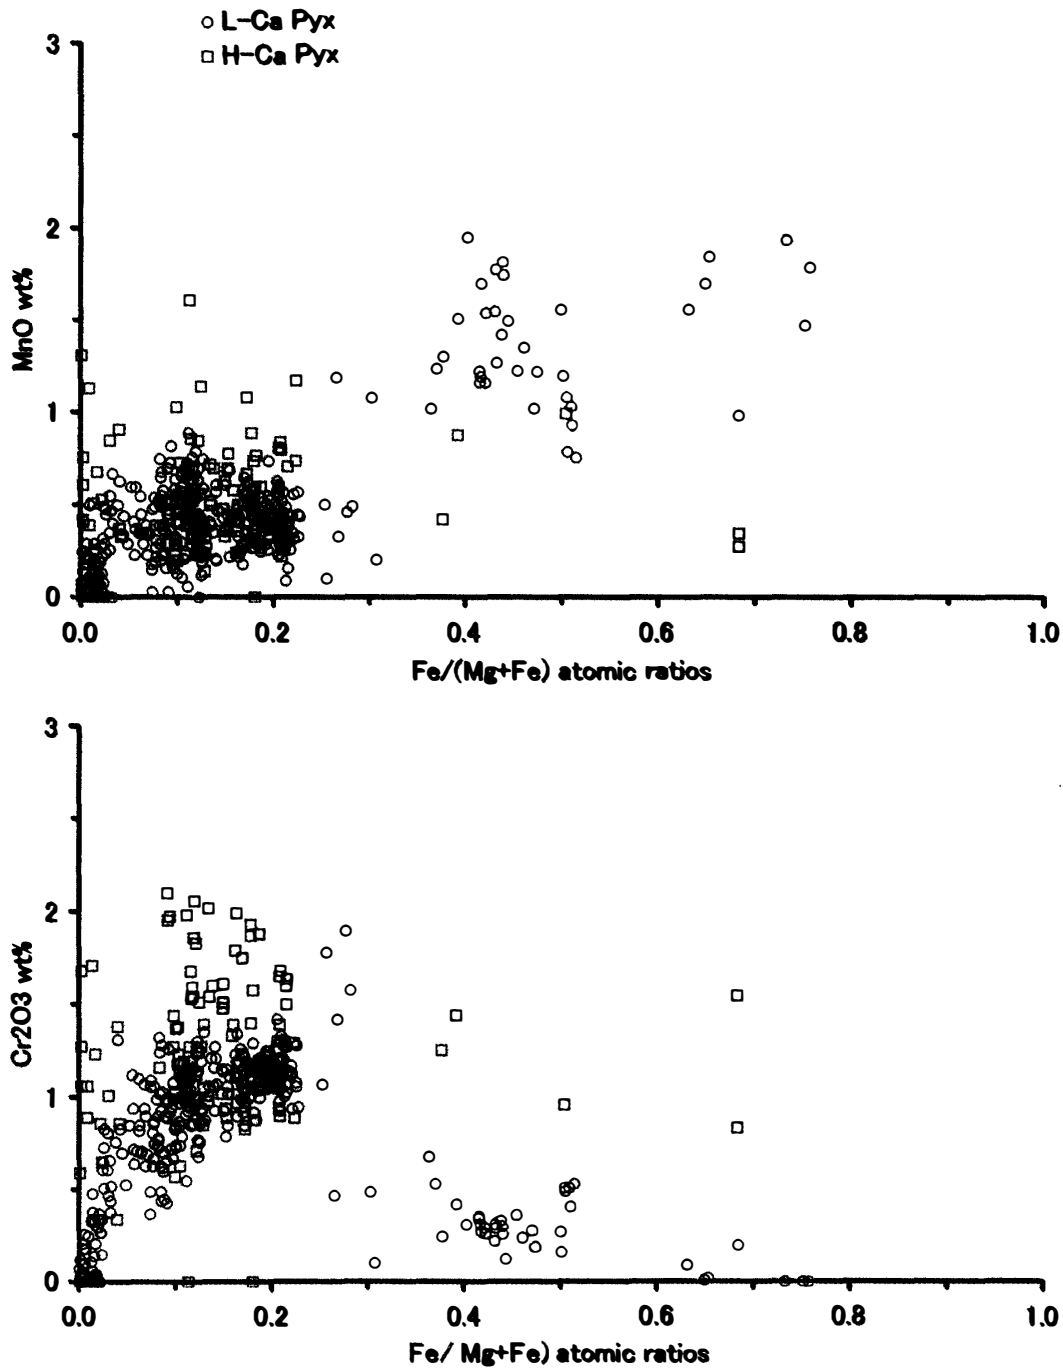 L-Ca Pyx
H-Ca Pyx
3
2
1
0
MnO wt%
0.0 0.2 0.4 0.6 0.8 1.0
Fe/(Mg+Fe) atomic ratios
3
2
1
0
Cr2O3 wt%
0.0 0.2 0.4 0.6 0.8 1.0
Fe/ Mg+Fe) atomic ratios